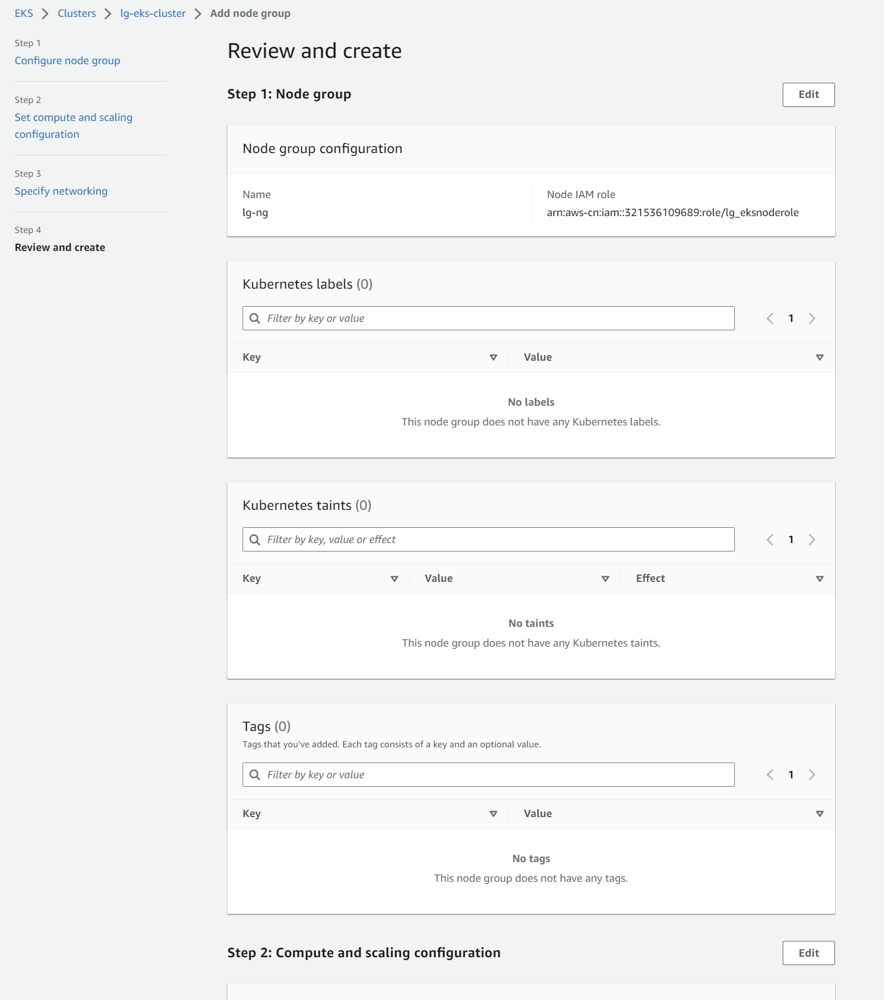 EKS > Clusters > lg-eks-cluster > Add node group
Step 1
Configure node group
Step 2
Set compute and scaling
configuration
Step 3
Specify networking
Step 4
Review and create
Review and create
Step 1: Node group
Edit
Node group configuration
Name
lg-ng
Node IAM role
arn:aws-cn:iam::321536109689:role/lg_eksnoderole
Kubernetes labels (0)
Filter by key or value
1
Key
Value
No labels
This node group does not have any Kubernetes labels.
Kubernetes taints (0)
Filter by key, value or effect
1
Key
Value
Effect
No taints
This node group does not have any Kubernetes taints.
Tags (0)
Tags that you've added. Each tag consists of a key and an optional value.
Filter by key or value
1
Key
Value
No tags
This node group does not have any tags.
Step 2: Compute and scaling configuration
Edit